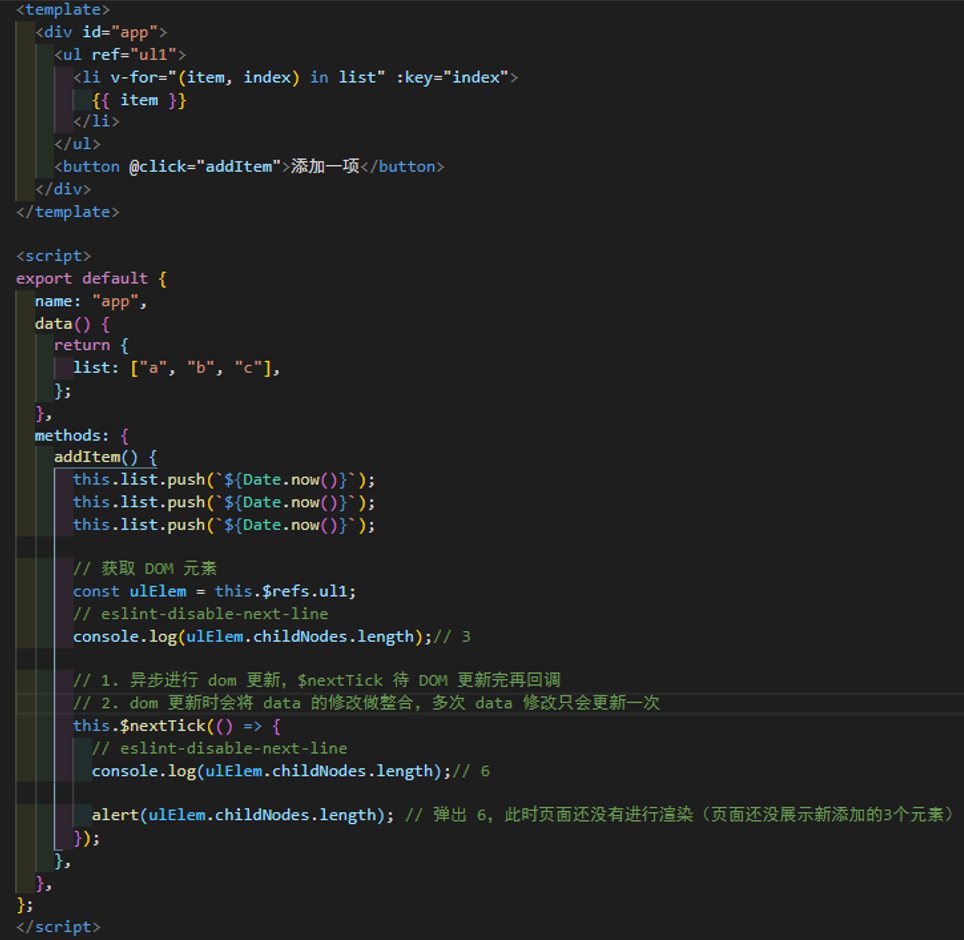 <template>
  <div id="app">
    <ul ref="ul1">
      <li v-for="(item, index) in list" :key="index">
        {{ item }}
      </li>
    </ul>
    <button @click="addItem">添加一项</button>
  </div>
</template>
<script>
export default {
  name: "app",
  data() {
    return {
      list: ["a", "b", "c"],
    };
  },
  methods: {
    addItem() {
      this.list.push(`${Date.now()}`);
      this.list.push(`${Date.now()}`);
      this.list.push(`${Date.now()}`);
      // 获取 DOM 元素
      const ulElem = this.$refs.ul1;
      // eslint-disable-next-line
      console.log(ulElem.childNodes.length);// 3
      // 1. 异步进行 dom 更新，$nextTick 待 DOM 更新完再回调
      // 2. dom 更新时会将 data 的修改做整合，多次 data 修改只会更新一次
      this.$nextTick(() => {
        // eslint-disable-next-line
        console.log(ulElem.childNodes.length);// 6
        alert(ulElem.childNodes.length); // 弹出 6，此时页面还没有进行渲染（页面还没展示新添加的3个元素）
      });
    },
  },
};
</script>